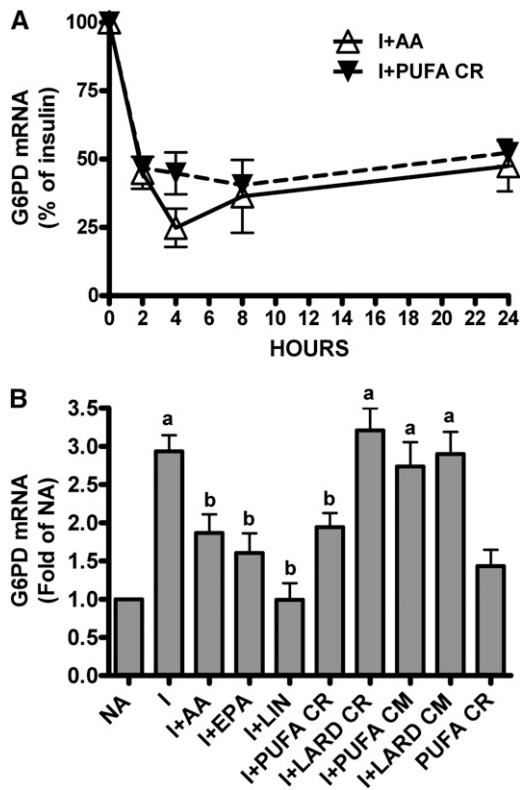 A
I+AA
I+PUFA CR
G6PD mRNA
(% of insulin)
100
75
50
25
0
0 2 4 6 8 10 12 14 16 18 20 22 24
HOURS
B
G6PD mRNA
(Fold of NA)
3.5
3.0
2.5
2.0
1.5
1.0
0.5
0.0
a b b b b a a a
NA I I+AA I+EPA I+LIN I+PUFA CR I+LARD CR I+PUFA CM I+LARD CM PUFA CR